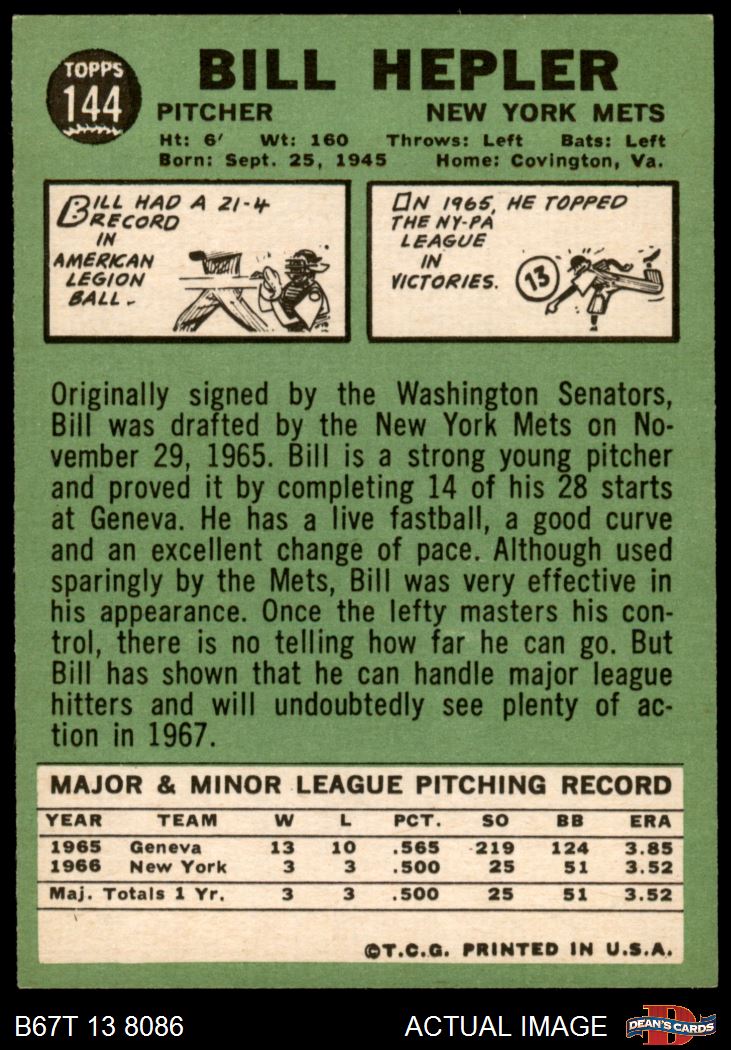 TOPPS
144
BILL HEPLER
PITCHER NEW YORK METS
Ht: 6' Wt: 160 Throws: Left Bats: Left
Born: Sept. 25, 1945 Home: Covington, Va.
BILL HAD A 21-4
RECORD
IN
AMERICAN
LEGION
BALL.
IN 1965, HE TOPPED
THE NY-PA
LEAGUE
IN
VICTORIES.
13
Originally signed by the Washington Senators,
Bill was drafted by the New York Mets on No-
vember 29, 1965. Bill is a strong young pitcher
and proved it by completing 14 of his 28 starts
at Geneva. He has a live fastball, a good curve
and an excellent change of pace. Although used
sparingly by the Mets, Bill was very effective in
his appearance. Once the lefty masters his con-
trol, there is no telling how far he can go. But
Bill has shown that he can handle major league
hitters and will undoubtedly see plenty of ac-
tion in 1967.
MAJOR & MINOR LEAGUE PITCHING RECORD
YEAR TEAM W L PCT. SO BB ERA
1965 Geneva 13 10 .565 219 124 3.85
1966 New York 3 3 .500 25 51 3.52
Maj. Totals 1 Yr. 3 3 .500 25 51 3.52
©T.C.G. PRINTED IN U.S.A.
B67T 13 8086 ACTUAL IMAGE
DEAN'S CARDS